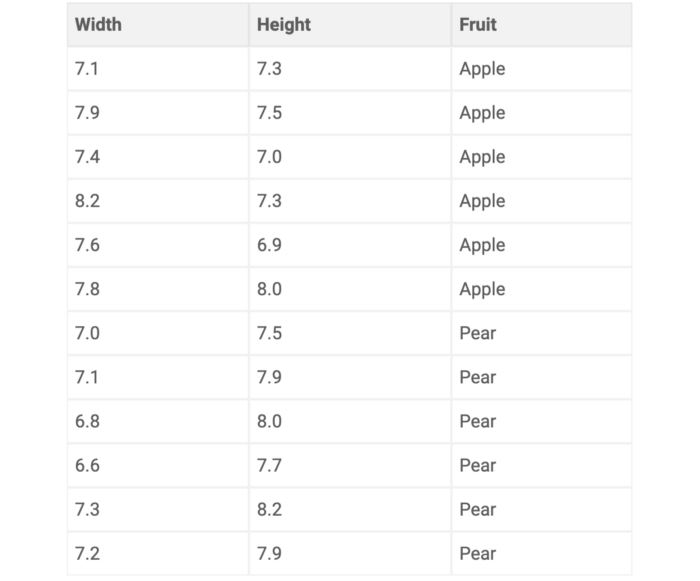 Width Height Fruit
7.1 7.3 Apple
7.9 7.5 Apple
7.4 7.0 Apple
8.2 7.3 Apple
7.6 6.9 Apple
7.8 8.0 Apple
7.0 7.5 Pear
7.1 7.9 Pear
6.8 8.0 Pear
6.6 7.7 Pear
7.3 8.2 Pear
7.2 7.9 Pear